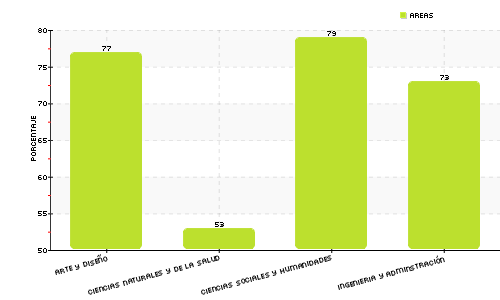 AREAS
80
75
70
65
60
55
50
PORCENTAJE
77
53
79
73
ARTE Y DISEÑO
CIENCIAS NATURALES Y DE LA SALUD
CIENCIAS SOCIALES Y HUMANIDADES
INGENIERIA Y ADMINSTRACIÓN